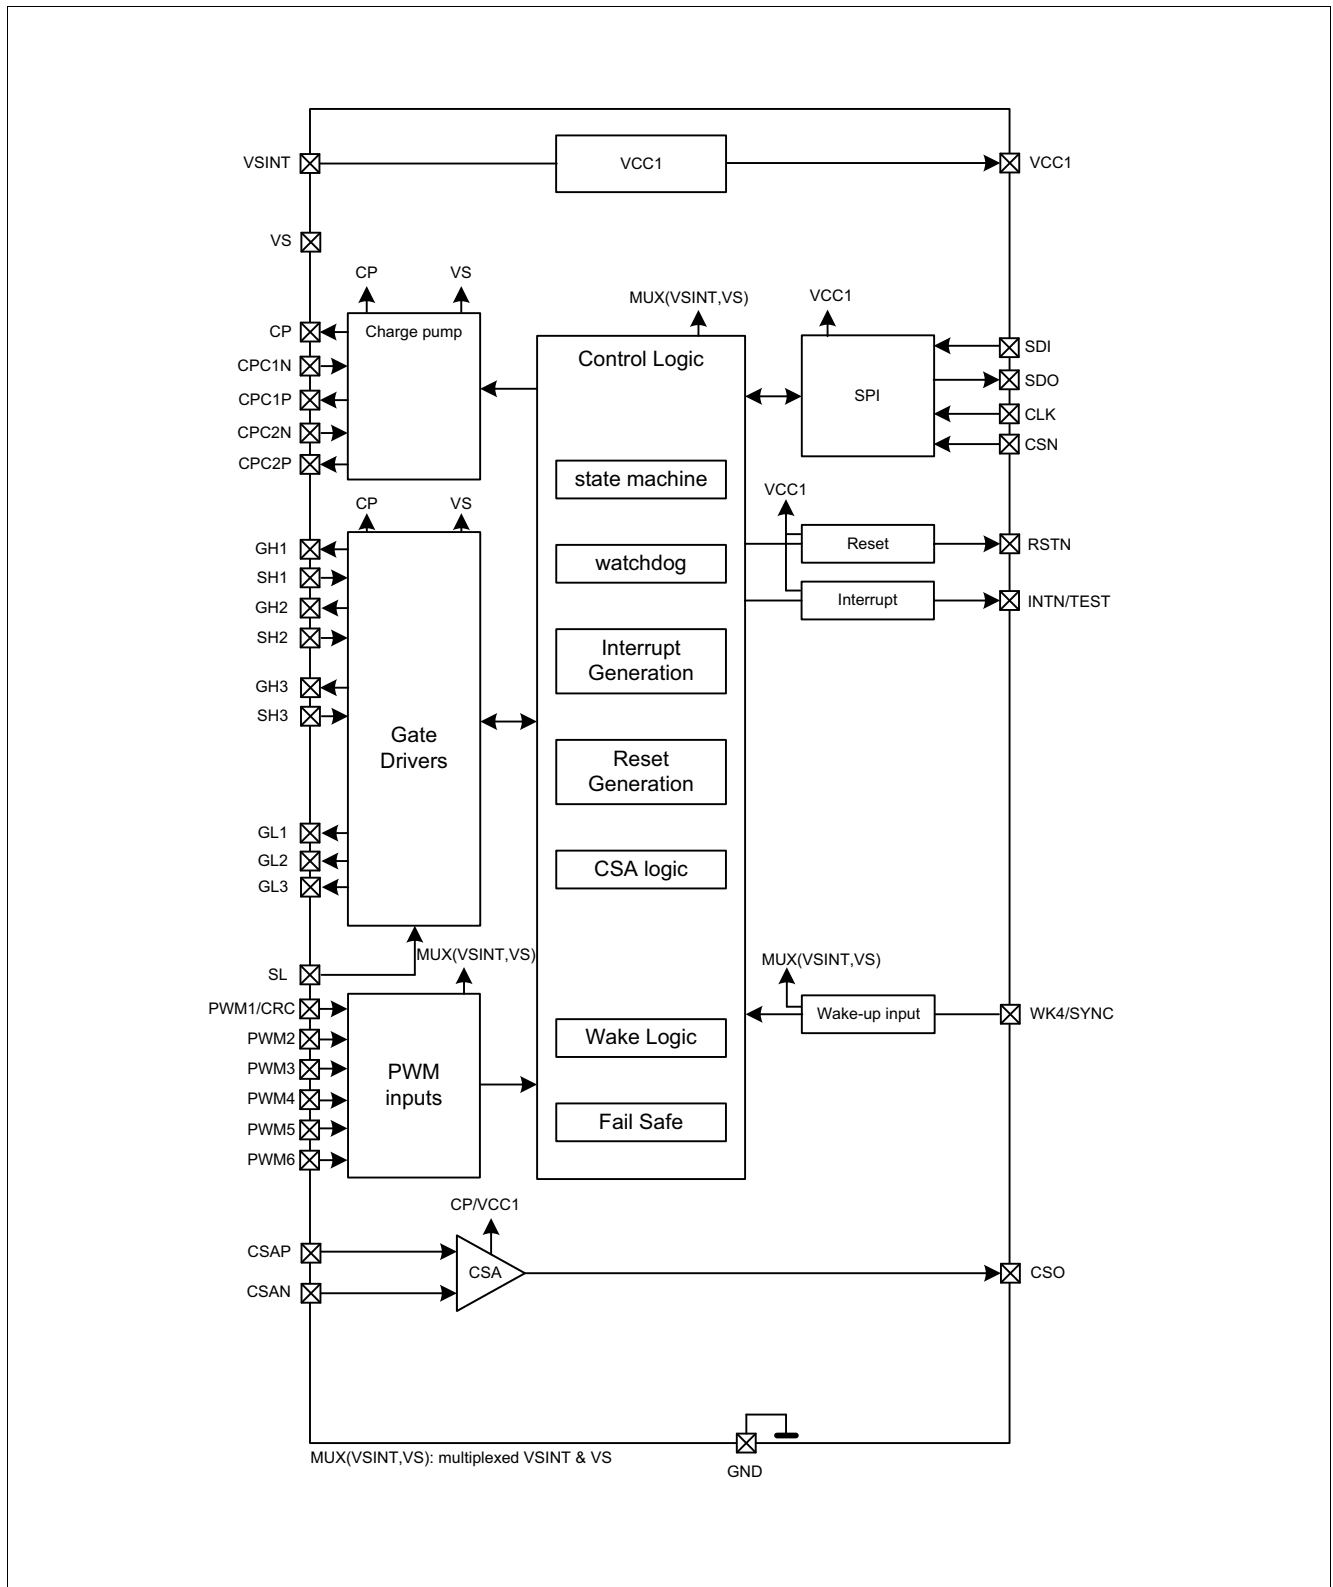 VSINT
VCC1
VCC1
VS
CP
VS
MUX(VSINT,VS)
VCC1
CP
Charge pump
CPC1N
CPC1P
CPC2N
CPC2P
Control Logic
SPI
SDI
SDO
CLK
CSN
state machine
VCC1
CP
VS
GH1
SH1
GH2
SH2
GH3
SH3
Gate
Drivers
GL1
GL2
GL3
SL
watchdog
Reset
RSTN
Interrupt
INTN/TEST
Interrupt
Generation
Reset
Generation
CSA logic
MUX(VSINT,VS)
MUX(VSINT,VS)
PWM1/CRC
PWM2
PWM3
PWM4
PWM5
PWM6
PWM
inputs
Wake-up input
WK4/SYNC
Wake Logic
Fail Safe
CP/VCC1
CSAP
CSAN
CSA
CSO
MUX(VSINT,VS): multiplexed VSINT & VS
GND